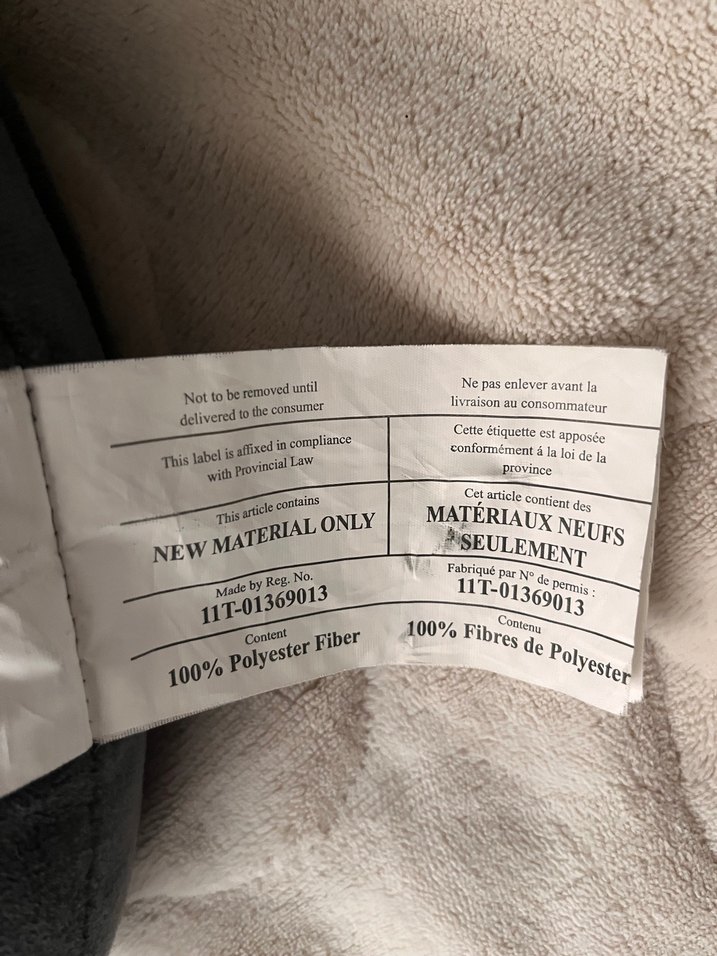 Not to be removed until
delivered to the consumer
Ne pas enlever avant la
livraison au consommateur
This label is affixed in compliance
with Provincial Law
Cette étiquette est apposée
conformément á la loi de la
province
This article contains
NEW MATERIAL ONLY
Cet article contient des
MATÉRIAUX NEUFS
SEULEMENT
Made by Reg. No.
11T-01369013
Fabriqué par N° de permis :
11T-01369013
Content
100% Polyester Fiber
Contenu
100% Fibres de Polyester